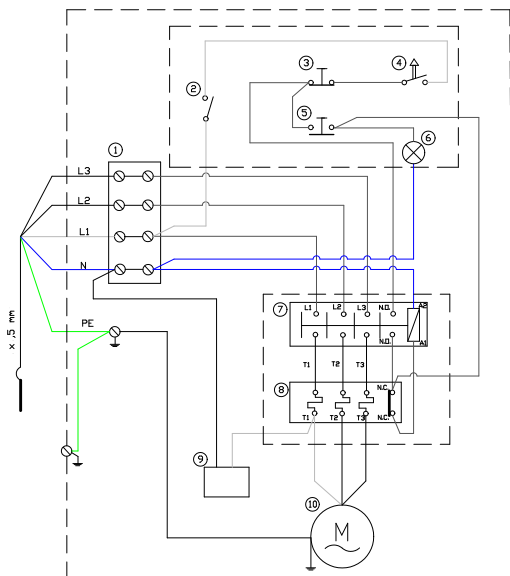 3
4
2
5
6
1
L3
L2
L1
N
PE
x ,5 mm
7
L1 L2 L3 N.O.
A2
N.O.
A1
T1 T2 T3
8
N.C.
T1 T2 T3 N.C.
9
10
M